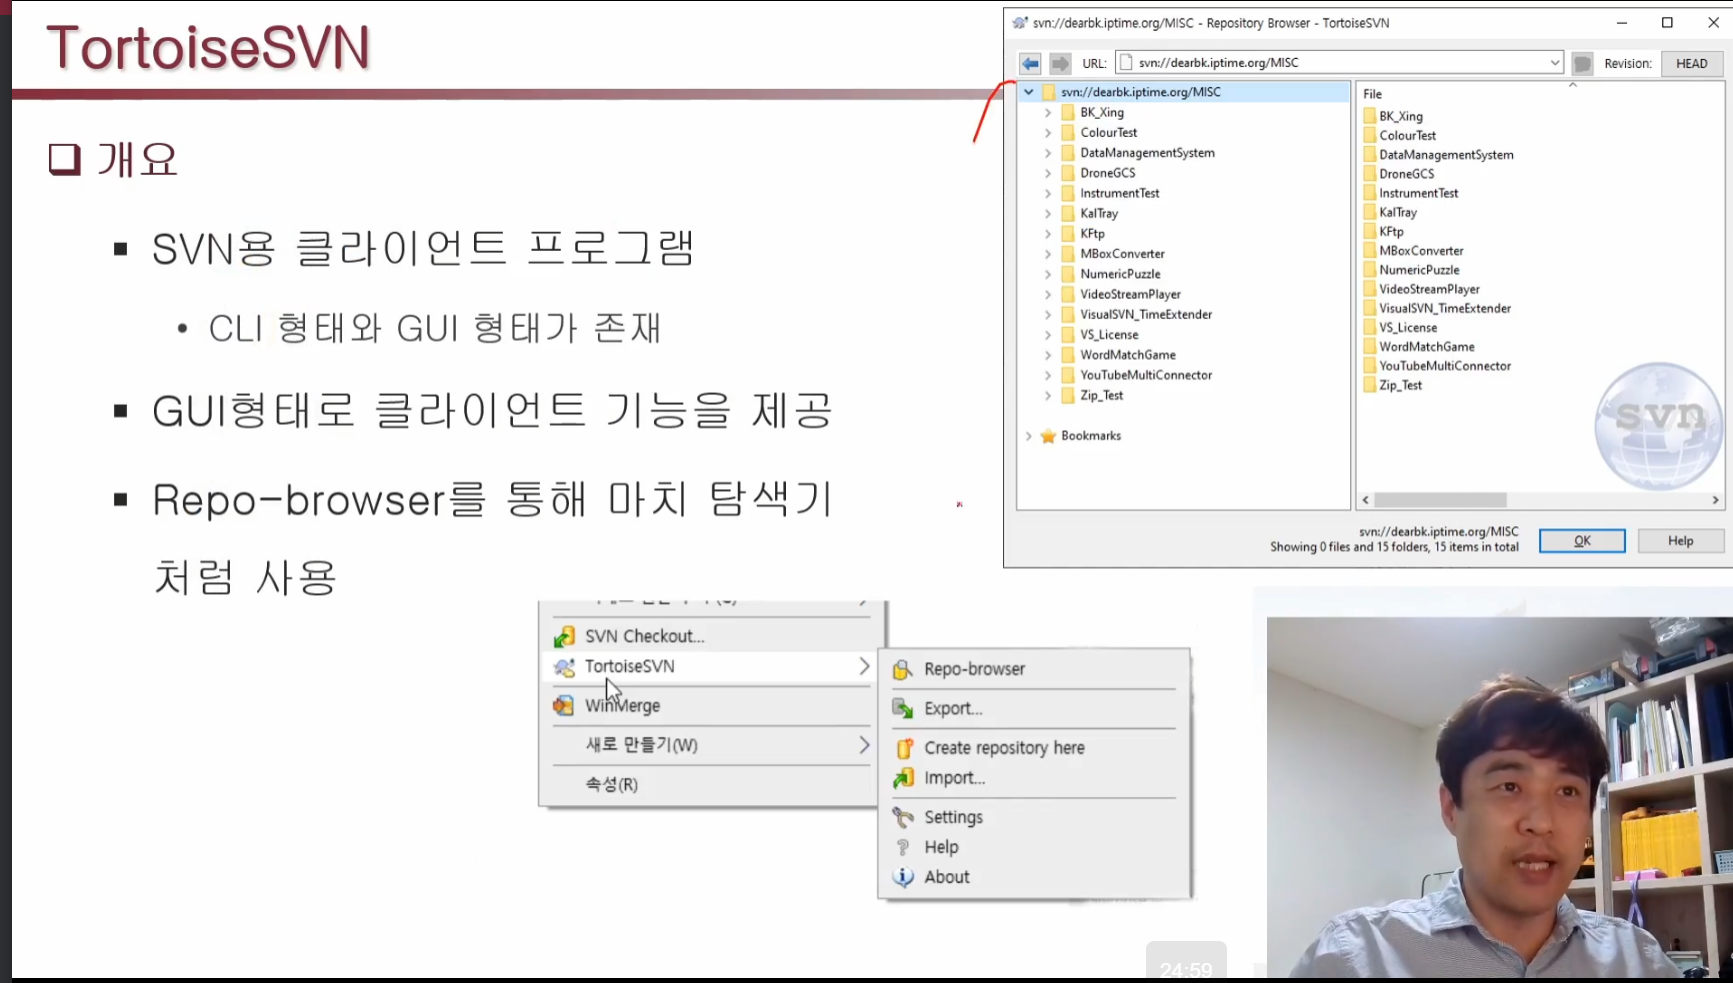 TortoiseSVN
개요
SVN용 클라이언트 프로그램
CLI 형태와 GUI 형태가 존재
GUI형태로 클라이언트 기능을 제공
Repo-browser를 통해 마치 탐색기
처럼 사용
svn://dearbk.iptime.org/MISC - Repository Browser - TortoiseSVN
URL: svn://dearbk.iptime.org/MISC Revision: HEAD
svn://dearbk.iptime.org/MISC
BK_Xing
ColourTest
DataManagementSystem
DroneGCS
InstrumentTest
KalTray
KFtp
MBoxConverter
NumericPuzzle
VideoStreamPlayer
VisualSVN_TimeExtender
VS_License
WordMatchGame
YouTubeMultiConnector
Zip_Test
Bookmarks
File
BK_Xing
ColourTest
DataManagementSystem
DroneGCS
InstrumentTest
KalTray
KFtp
MBoxConverter
NumericPuzzle
VideoStreamPlayer
VisualSVN_TimeExtender
VS_License
WordMatchGame
YouTubeMultiConnector
Zip_Test
svn
svn://dearbk.iptime.org/MISC
Showing 0 files and 15 folders, 15 items in total
OK
Help
SVN Checkout...
TortoiseSVN
WinMerge
새로 만들기(W)
속성(R)
Repo-browser
Export...
Create repository here
Import...
Settings
Help
About
24:59